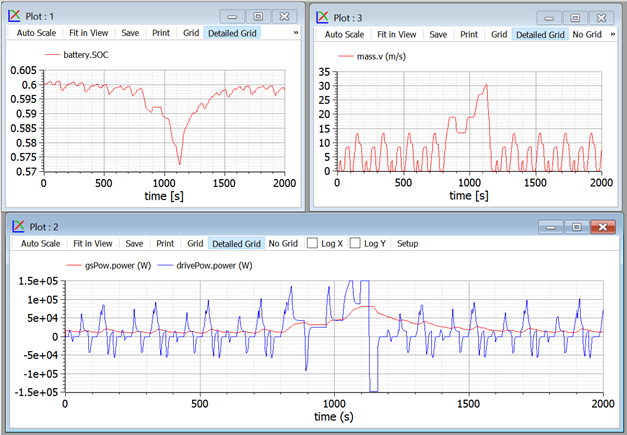 Plot : 1
Auto Scale Fit in View Save Print Grid Detailed Grid »
battery.SOC
0.605
0.6
0.595
0.59
0.585
0.58
0.575
0.57
0 500 1000 1500 2000
time [s]
Plot : 3
Auto Scale Fit in View Save Print Grid Detailed Grid No Grid »
mass.v (m/s)
35
30
25
20
15
10
5
0
0 500 1000 1500 2000
time [s]
Plot : 2
Auto Scale Fit in View Save Print Grid Detailed Grid No Grid Log X Log Y Setup
gsPow.power (W) drivePow.power (W)
1.5e+05
1e+05
5e+04
0
-5e+04
-1e+05
-1.5e+05
0 500 1000 1500 2000
time (s)